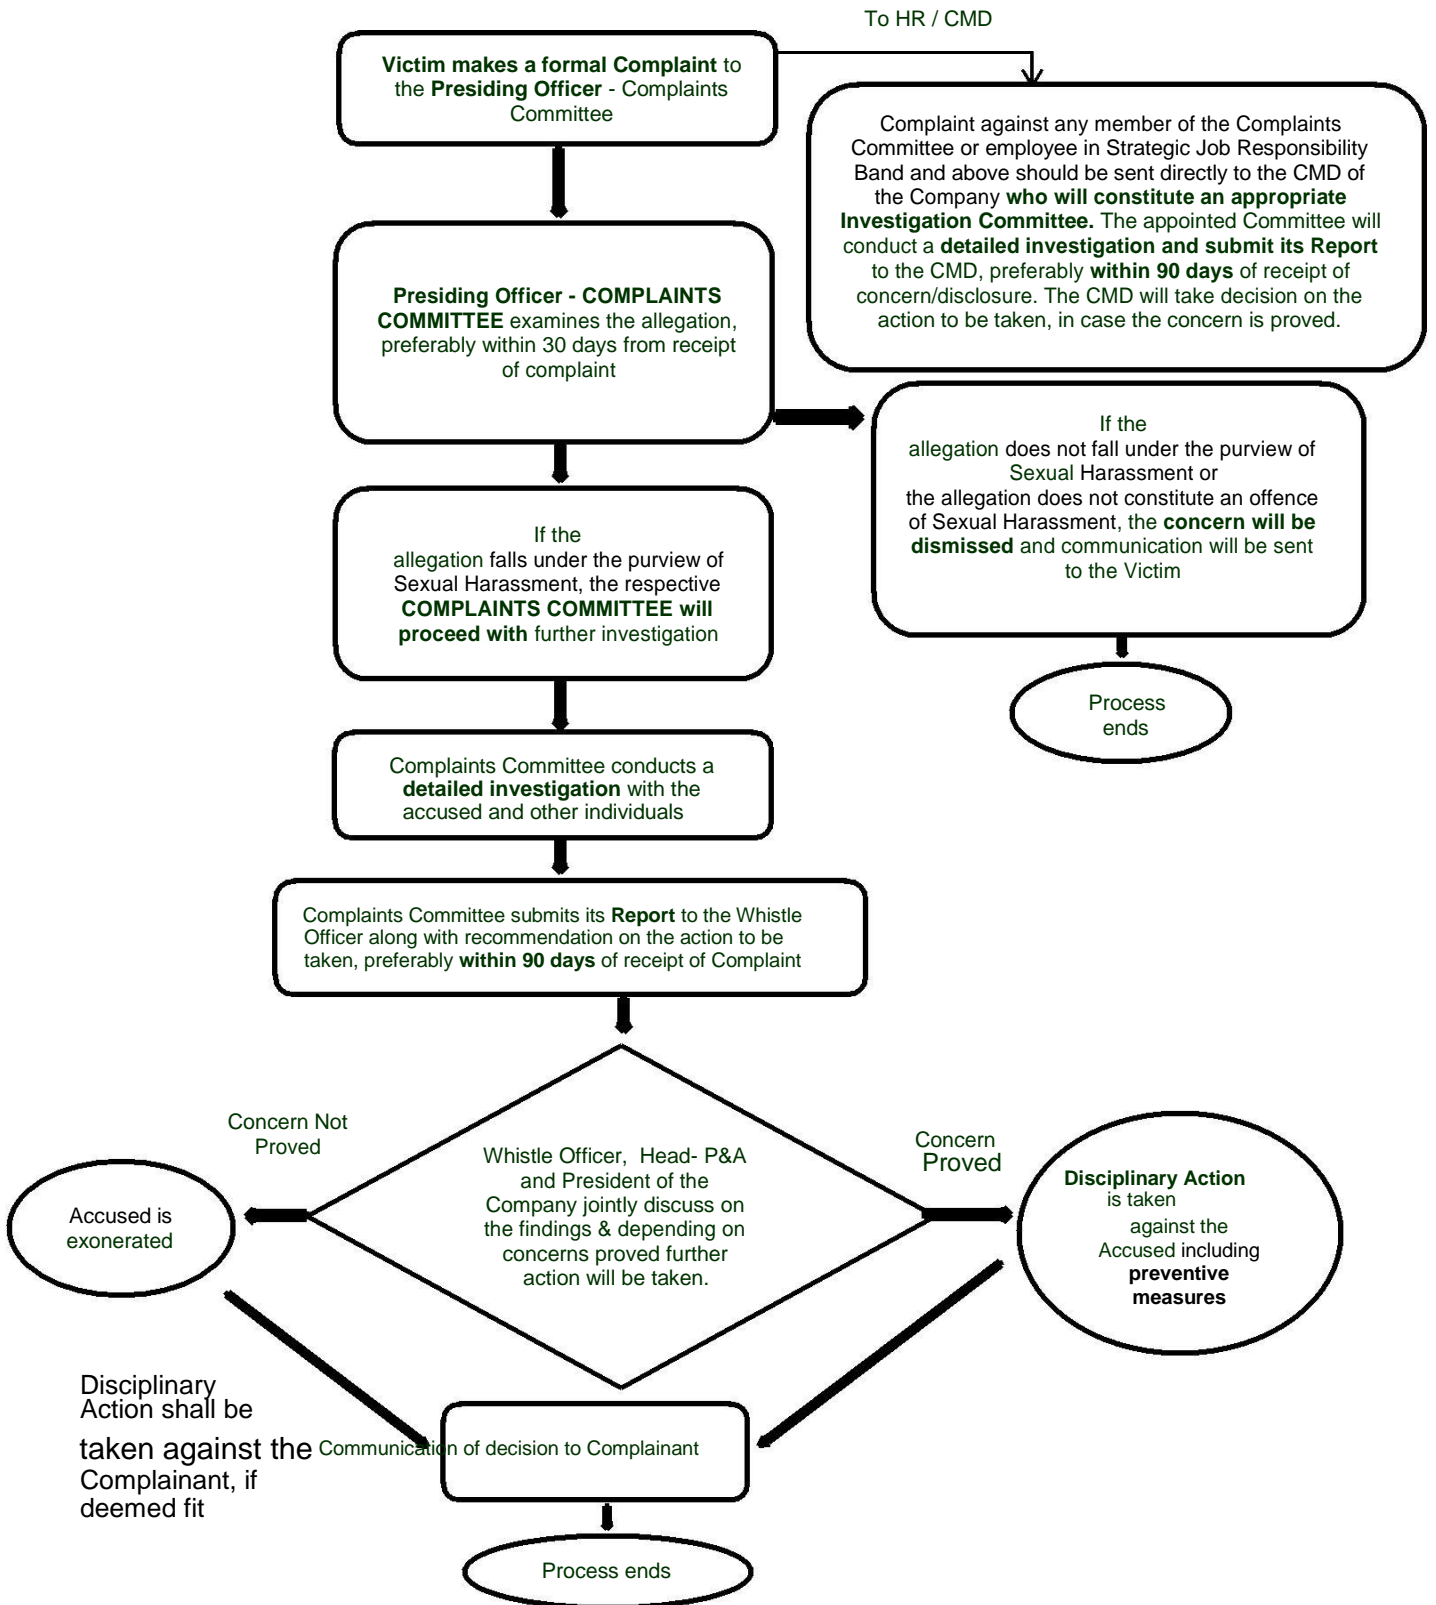 To HR / CMD
Victim makes a formal Complaint to
the Presiding Officer - Complaints
Committee
Complaint against any member of the Complaints
Committee or employee in Strategic Job Responsibility
Band and above should be sent directly to the CMD of
the Company who will constitute an appropriate
Investigation Committee. The appointed Committee will
conduct a detailed investigation and submit its Report
to the CMD, preferably within 90 days of receipt of
concern/disclosure. The CMD will take decision on the
action to be taken, in case the concern is proved.
Presiding Officer - COMPLAINTS
COMMITTEE examines the allegation,
preferably within 30 days from receipt
of complaint
If the
allegation does not fall under the purview of
Sexual Harassment or
the allegation does not constitute an offence
of Sexual Harassment, the concern will be
dismissed and communication will be sent
to the Victim
If the
allegation falls under the purview of
Sexual Harassment, the respective
COMPLAINTS COMMITTEE will
proceed with further investigation
Process
ends
Complaints Committee conducts a
detailed investigation with the
accused and other individuals
Complaints Committee submits its Report to the Whistle
Officer along with recommendation on the action to be
taken, preferably within 90 days of receipt of Complaint
Concern Not
Proved
Whistle Officer, Head- P&A
and President of the
Company jointly discuss on
the findings & depending on
concerns proved further
action will be taken.
Concern
Proved
Accused is
exonerated
Disciplinary Action
is taken
against the
Accused including
preventive
measures
Disciplinary
Action shall be
taken against the
Complainant, if
deemed fit
Communication of decision to Complainant
Process ends